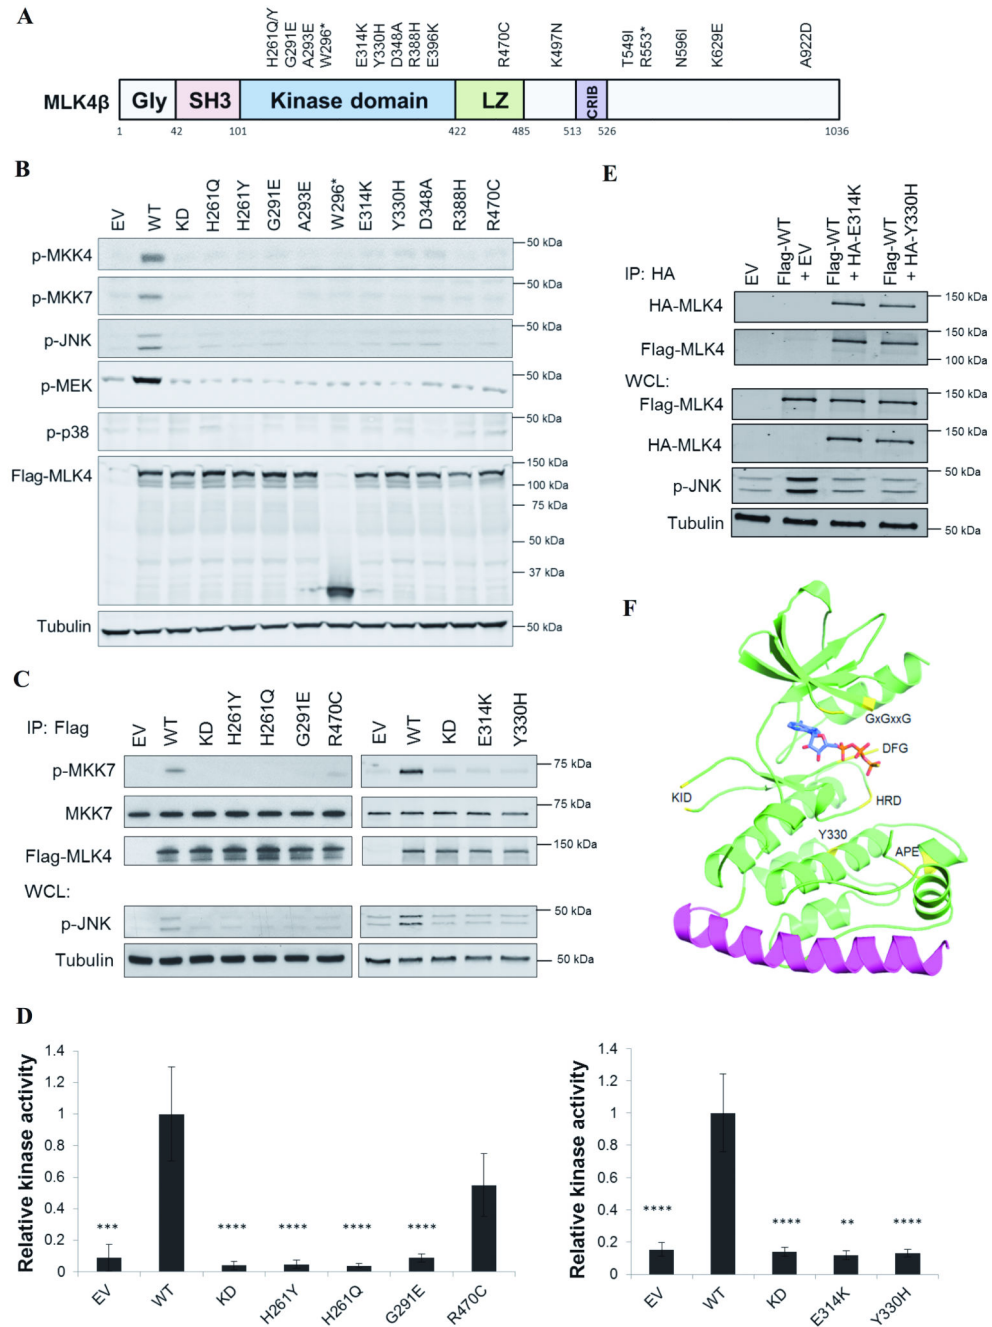 A
H261Q/Y
G291E
A293E
W296*
E314K
Y330H
D348A
R388H
E396K
R470C
K497N
T549I
R553*
N596I
K629E
A922D
MLK4β
Gly
SH3
Kinase domain
LZ
CRIB
1
42
101
422
485
513
526
1036
B
EV
WT
KD
H261Q
H261Y
G291E
A293E
W296*
E314K
Y330H
D348A
R388H
R470C
p-MKK4
50 kDa
p-MKK7
50 kDa
p-JNK
50 kDa
p-MEK
50 kDa
p-p38
50 kDa
Flag-MLK4
150 kDa
100 kDa
75 kDa
50 kDa
37 kDa
Tubulin
50 kDa
C
IP: Flag
EV
WT
KD
H261Y
H261Q
G291E
R470C
EV
WT
KD
E314K
Y330H
p-MKK7
75 kDa
MKK7
75 kDa
Flag-MLK4
150 kDa
WCL:
p-JNK
50 kDa
Tubulin
50 kDa
D
Relative kinase activity
1.4
1.2
1
0.8
0.6
0.4
0.2
0
***
****
****
****
****
EV
WT
KD
H261Y
H261Q
G291E
R470C
Relative kinase activity
1.4
1.2
1
0.8
0.6
0.4
0.2
0
****
****
**
****
EV
WT
KD
E314K
Y330H
E
IP: HA
EV
Flag-WT
+ EV
Flag-WT
+ HA-E314K
Flag-WT
+ HA-Y330H
HA-MLK4
150 kDa
Flag-MLK4
150 kDa
100 kDa
WCL:
Flag-MLK4
150 kDa
HA-MLK4
150 kDa
p-JNK
50 kDa
Tubulin
50 kDa
F
GxGxxG
DFG
KID
HRD
Y330
APE